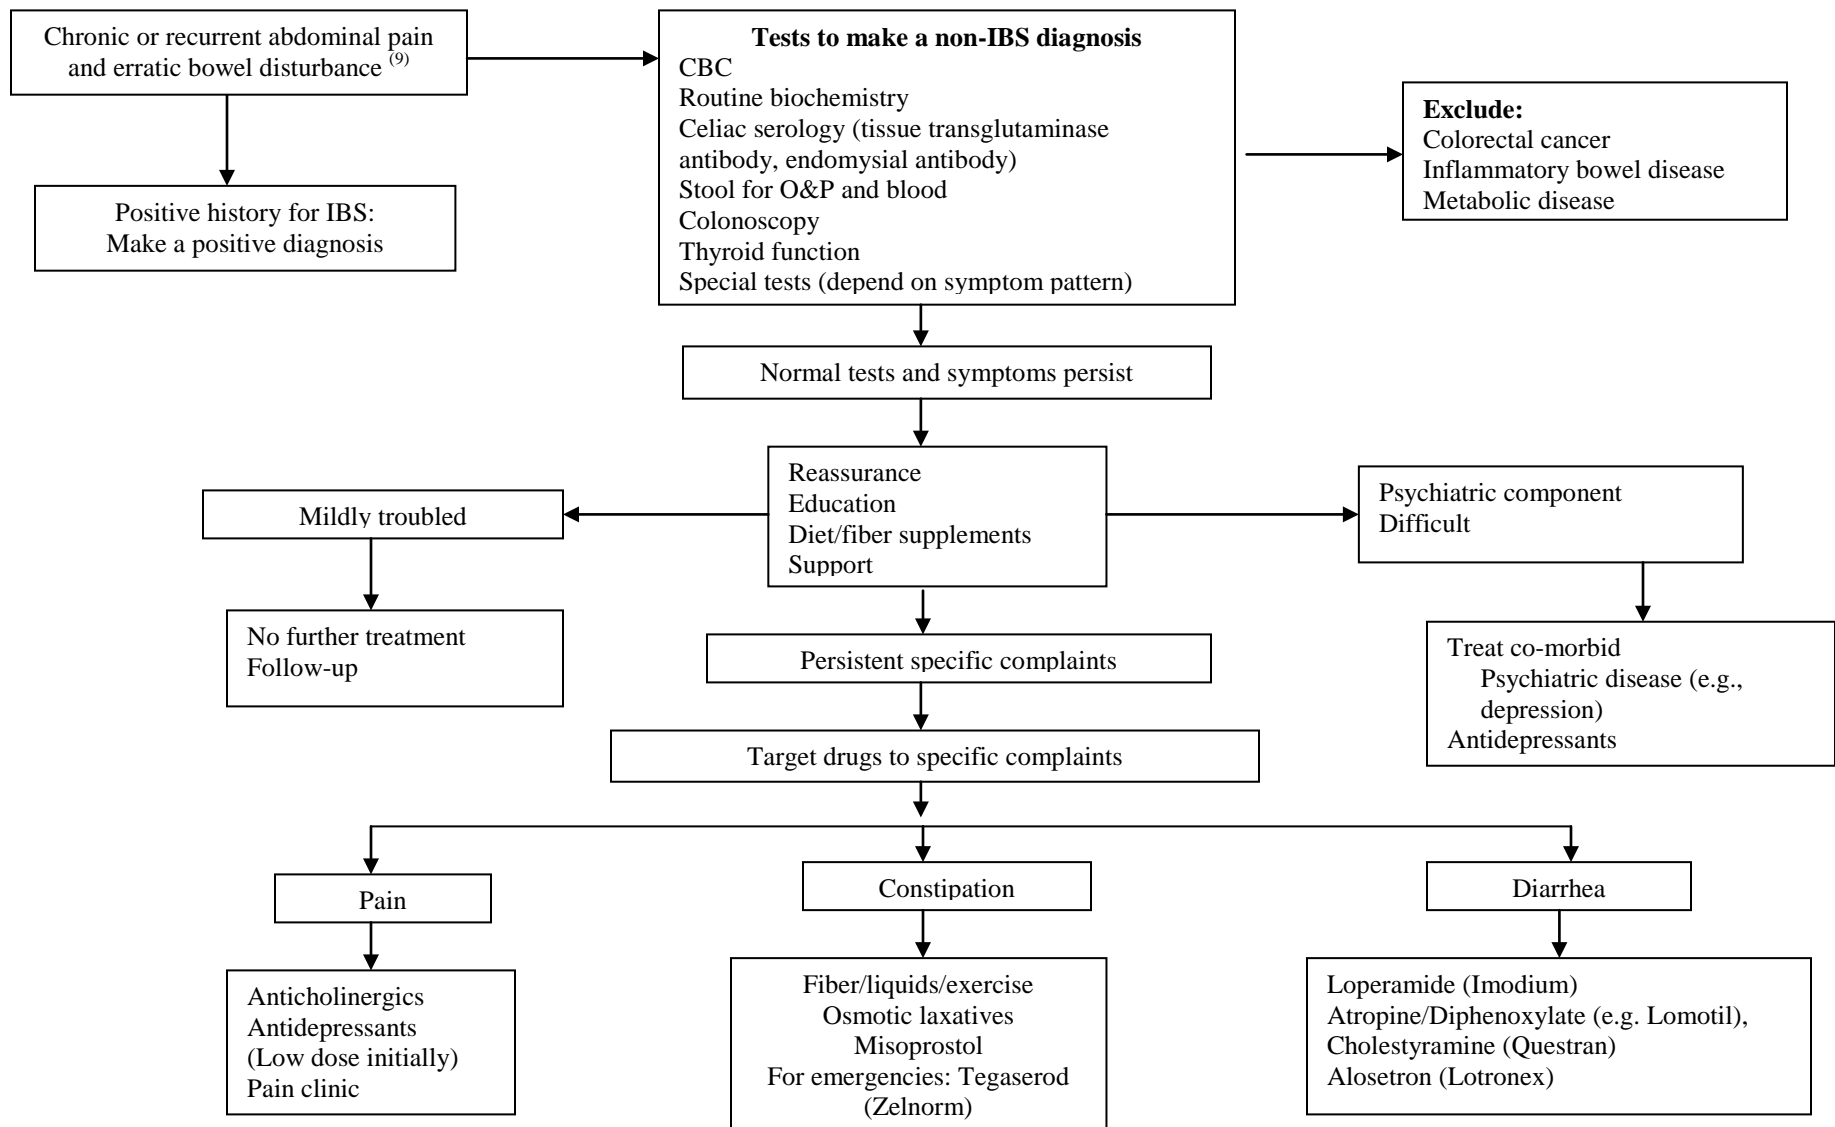 Chronic or recurrent abdominal pain
and erratic bowel disturbance (9)
Tests to make a non-IBS diagnosis
CBC
Routine biochemistry
Celiac serology (tissue transglutaminase
antibody, endomysial antibody)
Stool for O&P and blood
Colonoscopy
Thyroid function
Special tests (depend on symptom pattern)
Exclude:
Colorectal cancer
Inflammatory bowel disease
Metabolic disease
Positive history for IBS:
Make a positive diagnosis
Normal tests and symptoms persist
Reassurance
Education
Diet/fiber supplements
Support
Mildly troubled
Psychiatric component
Difficult
No further treatment
Follow-up
Persistent specific complaints
Treat co-morbid
Psychiatric disease (e.g.,
depression)
Antidepressants
Target drugs to specific complaints
Pain
Constipation
Diarrhea
Anticholinergics
Antidepressants
(Low dose initially)
Pain clinic
Fiber/liquids/exercise
Osmotic laxatives
Misoprostol
For emergencies: Tegaserod
(Zelnorm)
Loperamide (Imodium)
Atropine/Diphenoxylate (e.g. Lomotil),
Cholestyramine (Questran)
Alosetron (Lotronex)